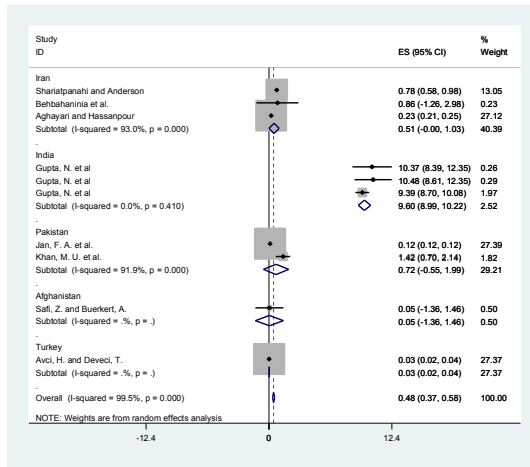 Study %
ID ES (95% CI) Weight
Iran
Shariatpanahi and Anderson 0.78 (0.58, 0.98) 13.05
Behbahaninia et al. 0.86 (-1.26, 2.98) 0.23
Aghayari and Hassanpour 0.23 (0.21, 0.25) 27.12
Subtotal (I-squared = 93.0%, p = 0.000) 0.51 (-0.00, 1.03) 40.39
.
India
Gupta, N. et al 10.37 (8.39, 12.35) 0.26
Gupta, N. et al 10.48 (8.61, 12.35) 0.29
Gupta, N. et al 9.39 (8.70, 10.08) 1.97
Subtotal (I-squared = 0.0%, p = 0.410) 9.60 (8.99, 10.22) 2.52
.
Pakistan
Jan, F. A. et al. 0.12 (0.12, 0.12) 27.39
Khan, M. U. et al. 1.42 (0.70, 2.14) 1.82
Subtotal (I-squared = 91.9%, p = 0.000) 0.72 (-0.55, 1.99) 29.21
.
Afghanistan
Safi, Z. and Buerkert, A. 0.05 (-1.36, 1.46) 0.50
Subtotal (I-squared = .%, p = .) 0.05 (-1.36, 1.46) 0.50
.
Turkey
Avci, H. and Deveci, T. 0.03 (0.02, 0.04) 27.37
Subtotal (I-squared = .%, p = .) 0.03 (0.02, 0.04) 27.37
.
Overall (I-squared = 99.5%, p = 0.000) 0.48 (0.37, 0.58) 100.00
NOTE: Weights are from random effects analysis
-12.4 0 12.4